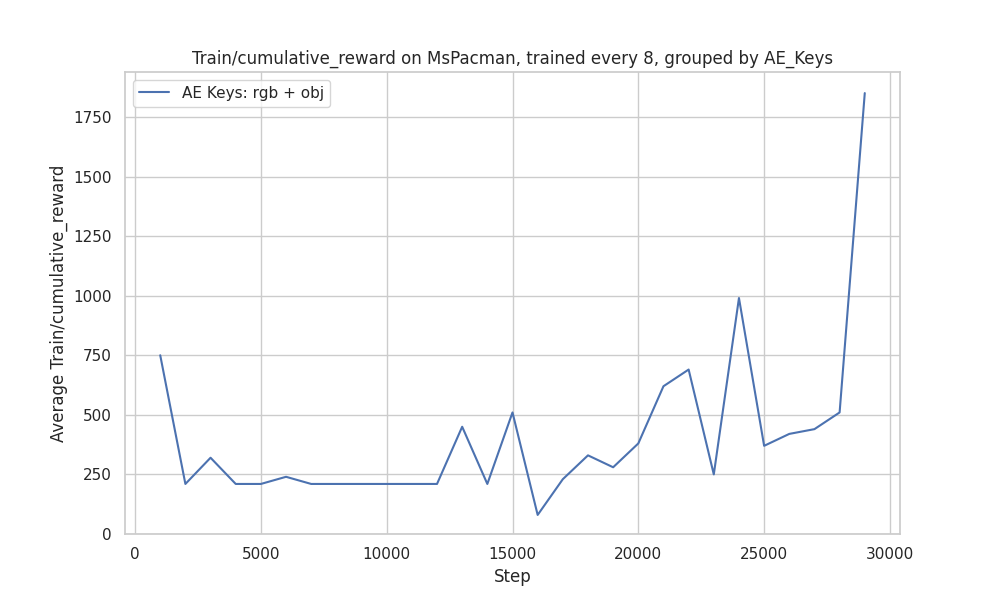 Train/cumulative_reward on MsPacman, trained every 8, grouped by AE_Keys
AE Keys: rgb + obj
Average Train/cumulative_reward
1750
1500
1250
1000
750
500
250
0
0 5000 10000 15000 20000 25000 30000
Step